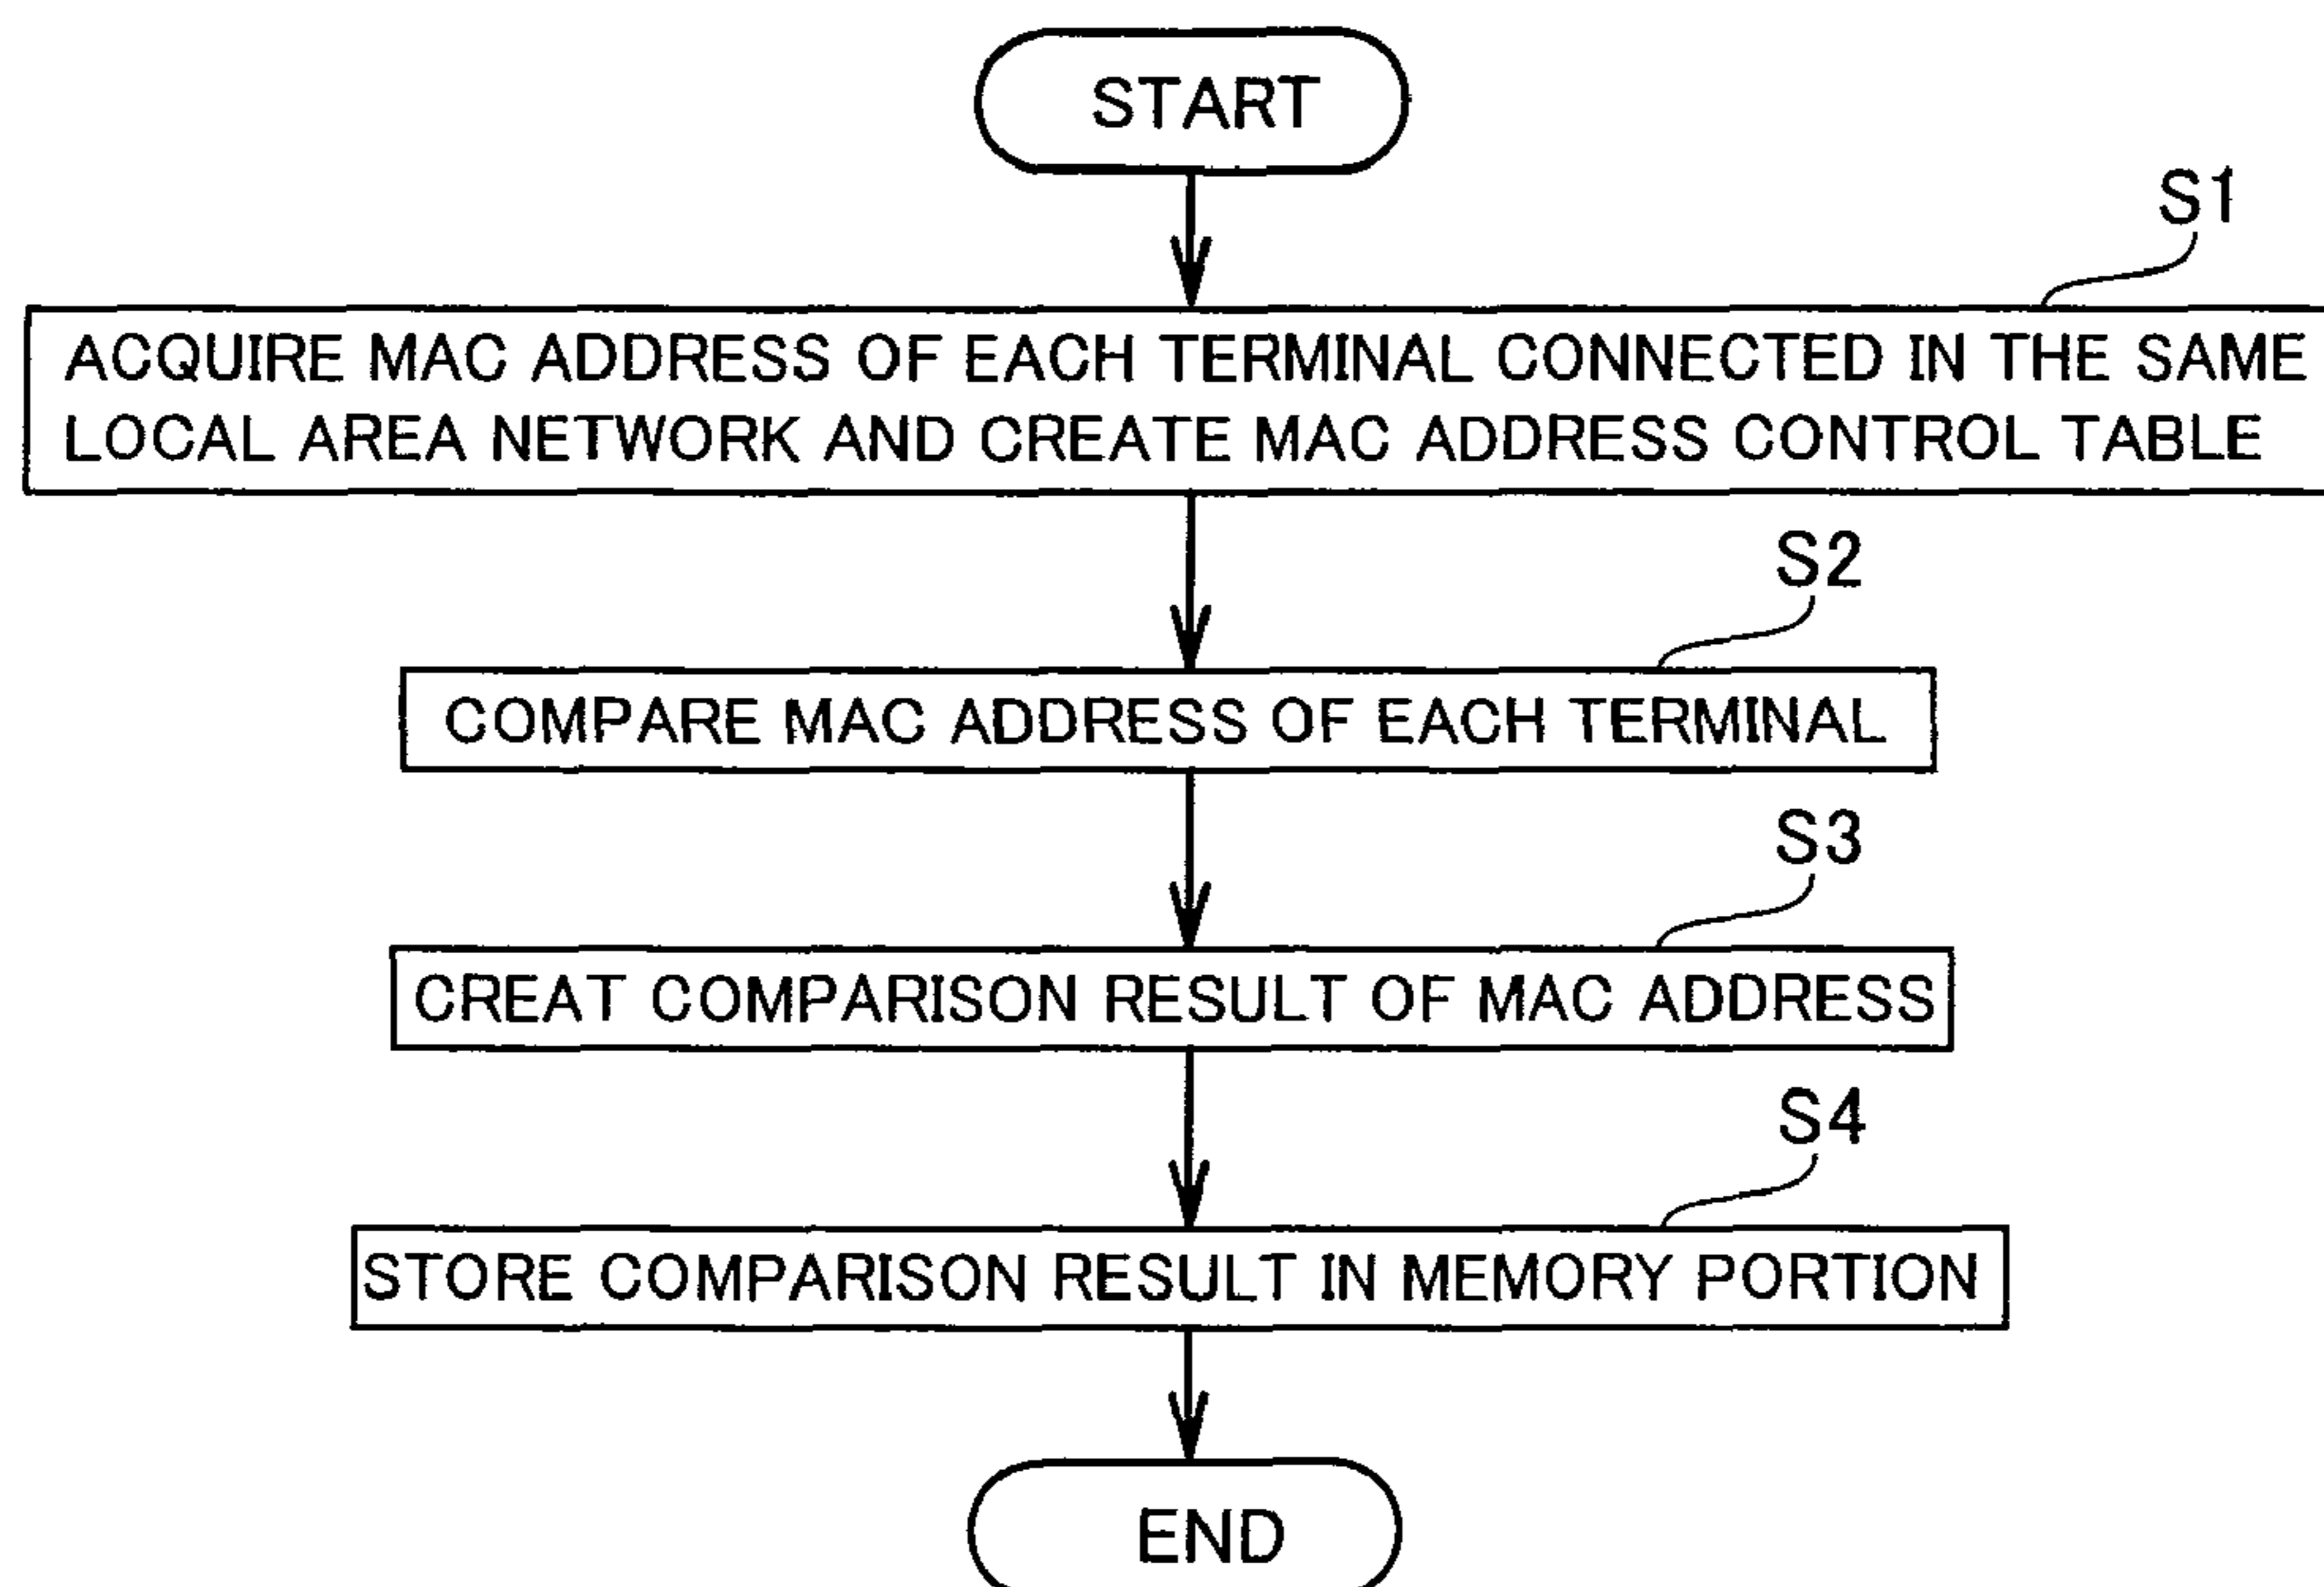 START
S1
ACQUIRE MAC ADDRESS OF EACH TERMINAL CONNECTED IN THE SAME
LOCAL AREA NETWORK AND CREATE MAC ADDRESS CONTROL TABLE
S2
COMPARE MAC ADDRESS OF EACH TERMINAL
S3
CREAT COMPARISON RESULT OF MAC ADDRESS
S4
STORE COMPARISON RESULT IN MEMORY PORTION
END